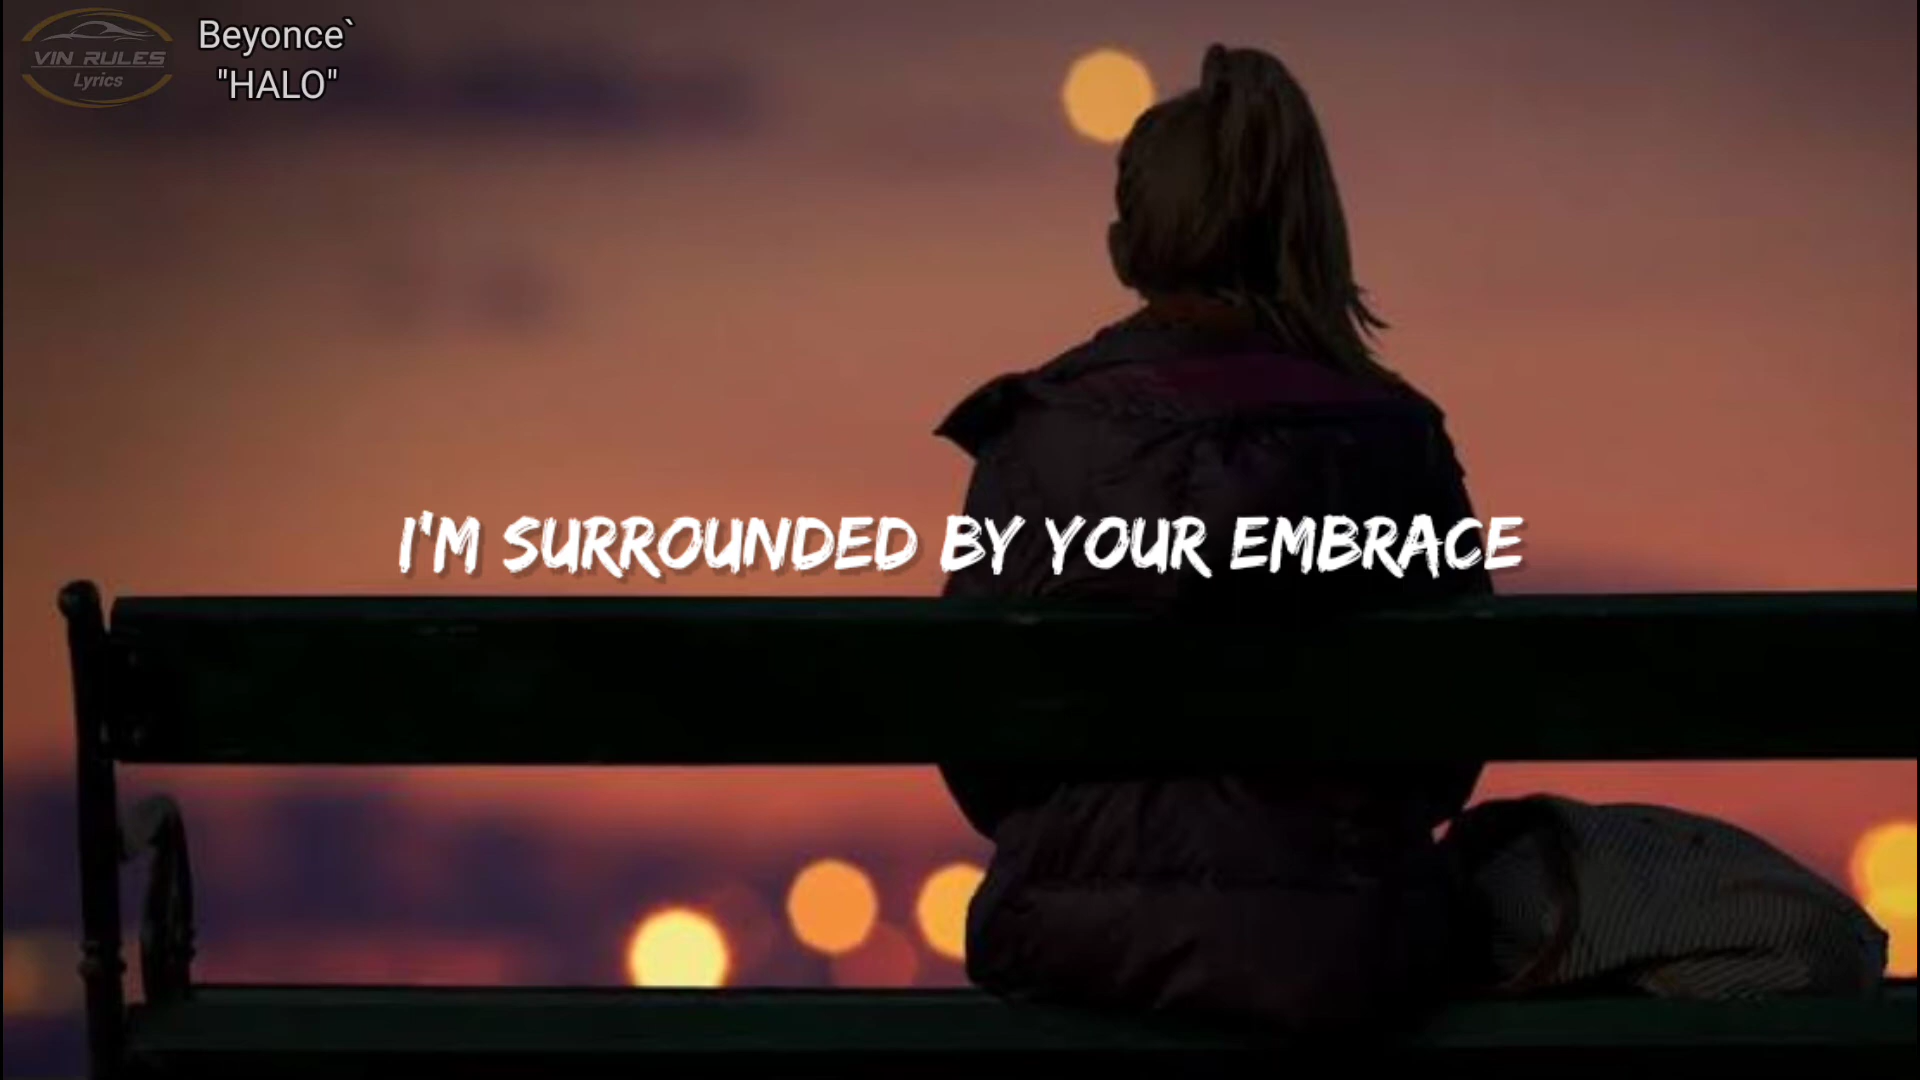 VIN RULES
Lyrics
Beyonce`
"HALO"
I'M SURROUNDED BY YOUR EMBRACE